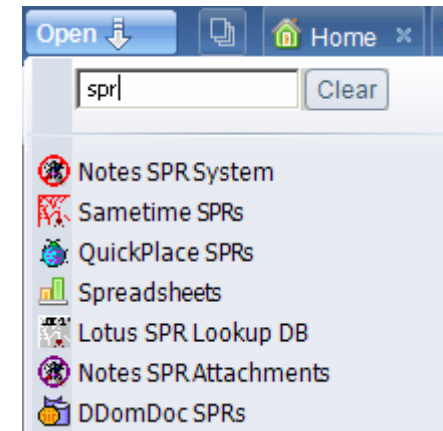 Open Home
spr Clear
Notes SPR System
Sametime SPRs
QuickPlace SPRs
Spreadsheets
Lotus SPR Lookup DB
Notes SPR Attachments
DDomDoc SPRs